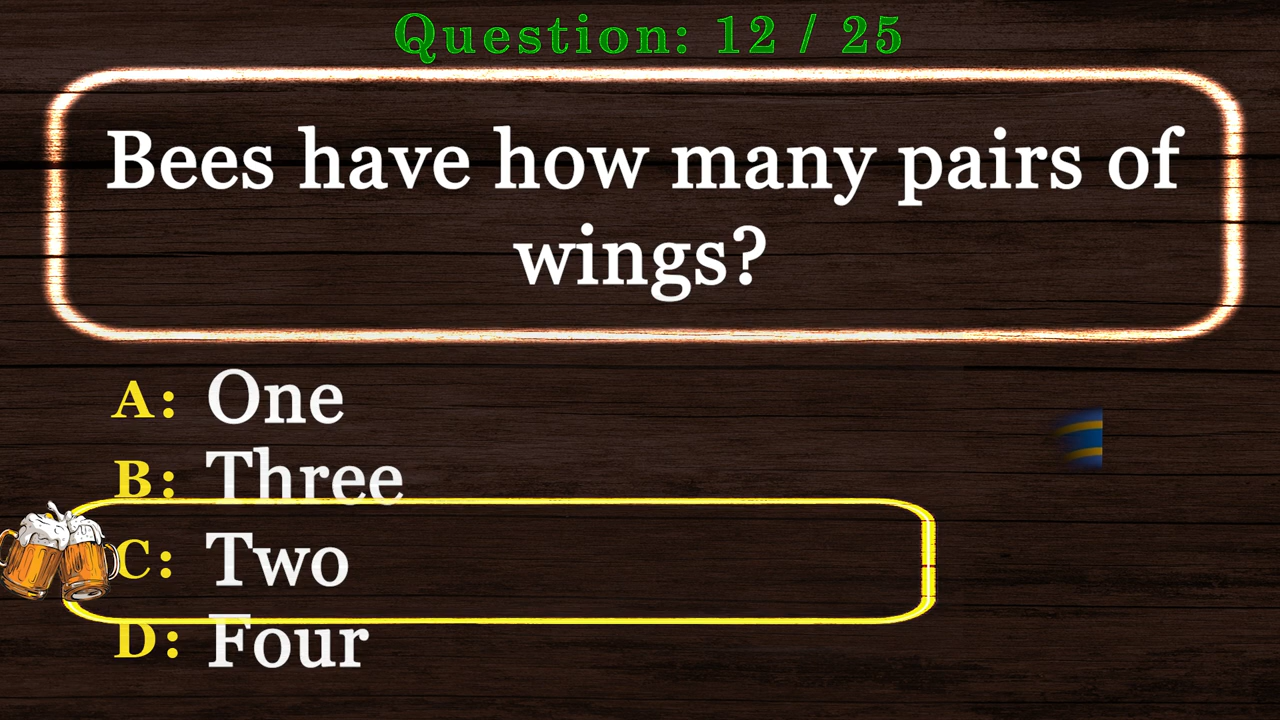 Question: 12 / 25
Bees have how many pairs of
wings?
A: One
B: Three
C: Two
D: Four